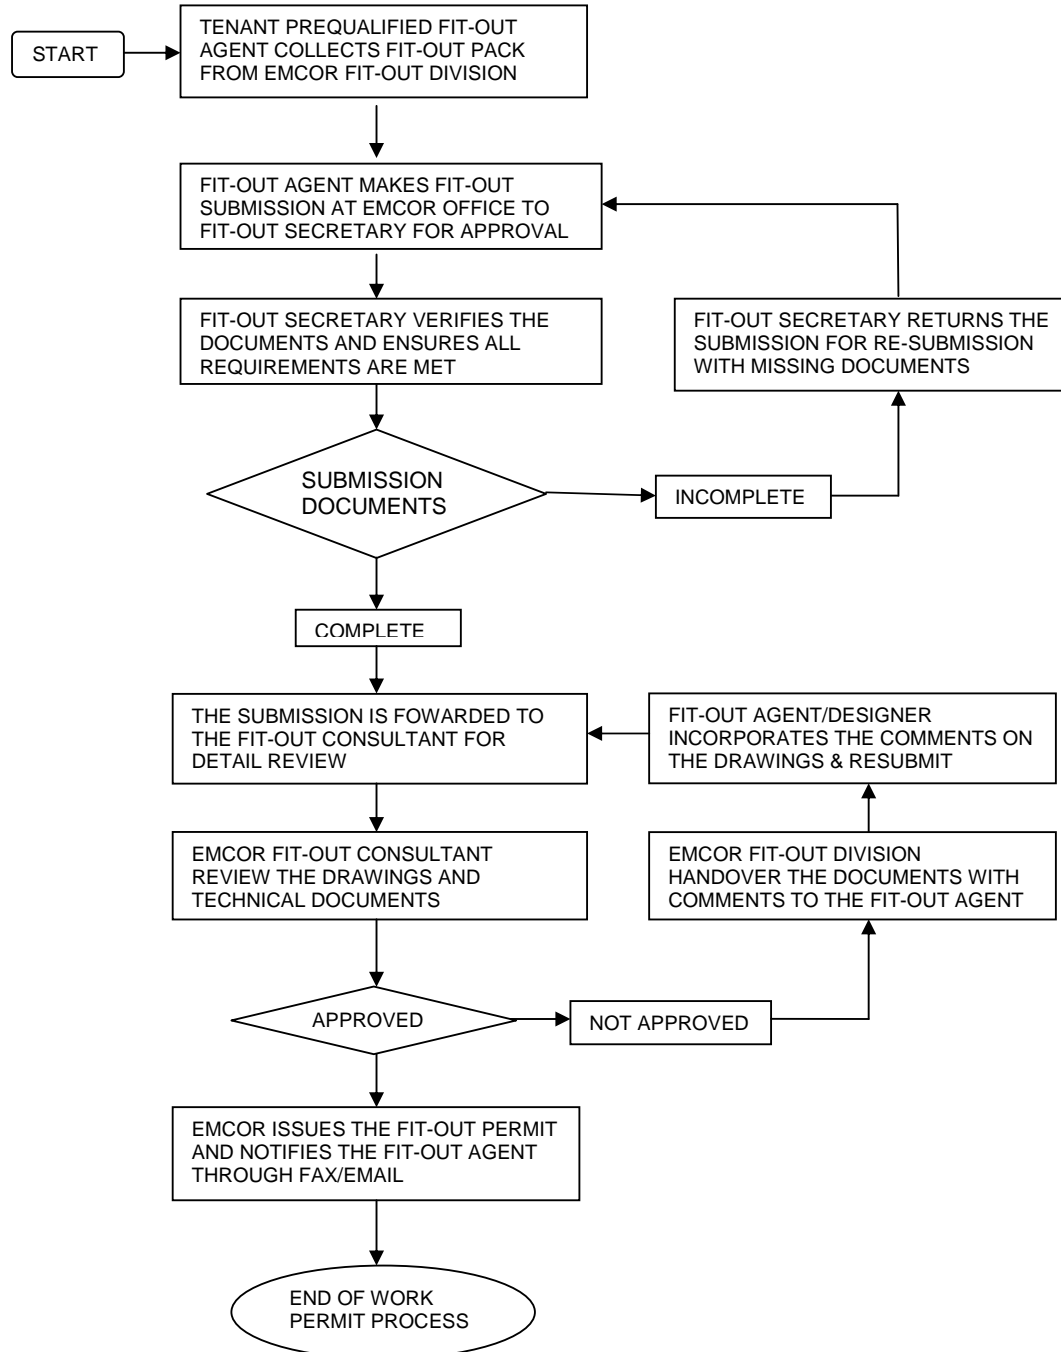 START
TENANT PREQUALIFIED FIT-OUT
AGENT COLLECTS FIT-OUT PACK
FROM EMCOR FIT-OUT DIVISION
FIT-OUT AGENT MAKES FIT-OUT
SUBMISSION AT EMCOR OFFICE TO
FIT-OUT SECRETARY FOR APPROVAL
FIT-OUT SECRETARY VERIFIES THE
DOCUMENTS AND ENSURES ALL
REQUIREMENTS ARE MET
FIT-OUT SECRETARY RETURNS THE
SUBMISSION FOR RE-SUBMISSION
WITH MISSING DOCUMENTS
SUBMISSION
DOCUMENTS
INCOMPLETE
COMPLETE
THE SUBMISSION IS FOWARDED TO
THE FIT-OUT CONSULTANT FOR
DETAIL REVIEW
FIT-OUT AGENT/DESIGNER
INCORPORATES THE COMMENTS ON
THE DRAWINGS & RESUBMIT
EMCOR FIT-OUT CONSULTANT
REVIEW THE DRAWINGS AND
TECHNICAL DOCUMENTS
EMCOR FIT-OUT DIVISION
HANDOVER THE DOCUMENTS WITH
COMMENTS TO THE FIT-OUT AGENT
APPROVED
NOT APPROVED
EMCOR ISSUES THE FIT-OUT PERMIT
AND NOTIFIES THE FIT-OUT AGENT
THROUGH FAX/EMAIL
END OF WORK
PERMIT PROCESS